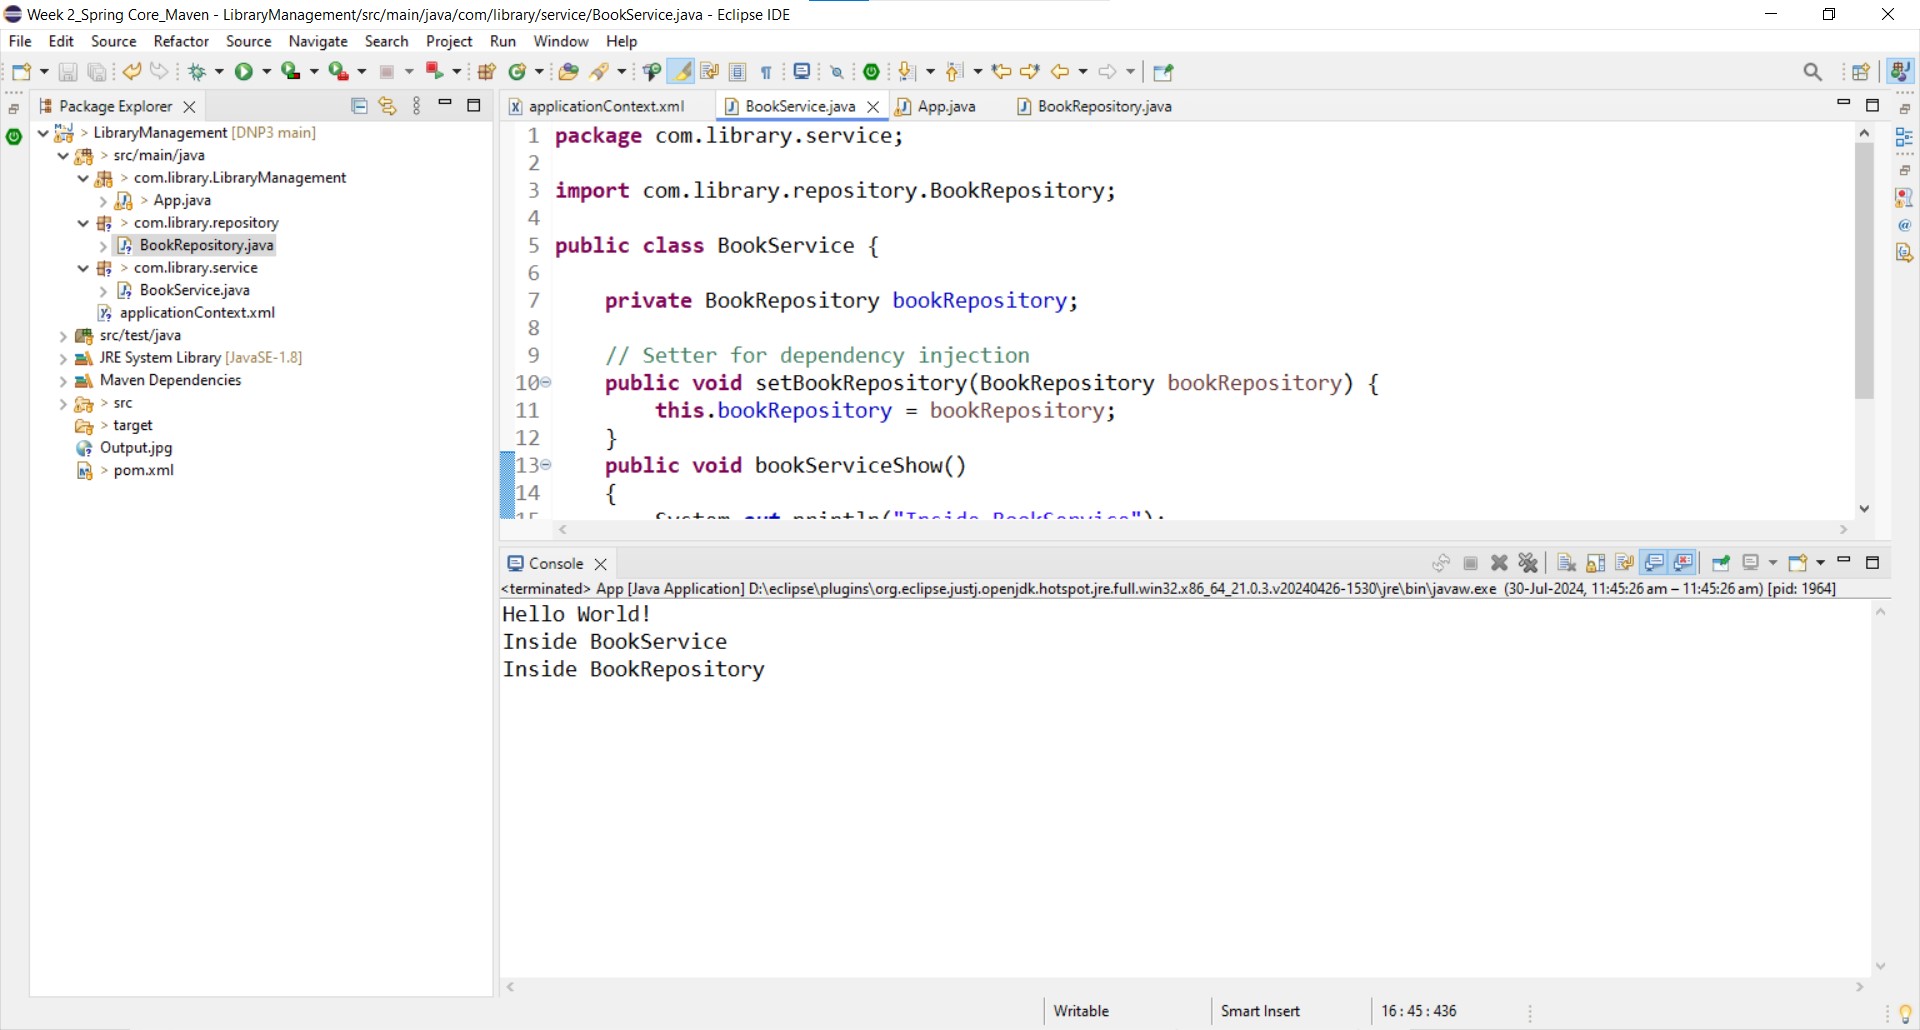 Week 2_Spring Core_Maven - LibraryManagement/src/main/java/com/library/service/BookService.java - Eclipse IDE
File Edit Source Refactor Source Navigate Search Project Run Window Help
Package Explorer
> LibraryManagement [DNP3 main]
> src/main/java
> com.library.LibraryManagement
> App.java
> com.library.repository
BookRepository.java
> com.library.service
BookService.java
applicationContext.xml
src/test/java
JRE System Library [JavaSE-1.8]
Maven Dependencies
> src
> target
Output.jpg
> pom.xml
applicationContext.xml BookService.java App.java BookRepository.java
1 package com.library.service;
2
3 import com.library.repository.BookRepository;
4
5 public class BookService {
6
7 private BookRepository bookRepository;
8
9 // Setter for dependency injection
10 public void setBookRepository(BookRepository bookRepository) {
11 this.bookRepository = bookRepository;
12 }
13 public void bookServiceShow()
14 {
15 System.out.println("Inside BookService");
Console
<terminated> App [Java Application] D:\eclipse\plugins\org.eclipse.justj.openjdk.hotspot.jre.full.win32.x86_64_21.0.3.v20240426-1530\jre\bin\javaw.exe (30-Jul-2024, 11:45:26 am – 11:45:26 am) [pid: 1964]
Hello World!
Inside BookService
Inside BookRepository
Writable Smart Insert 16 : 45 : 436